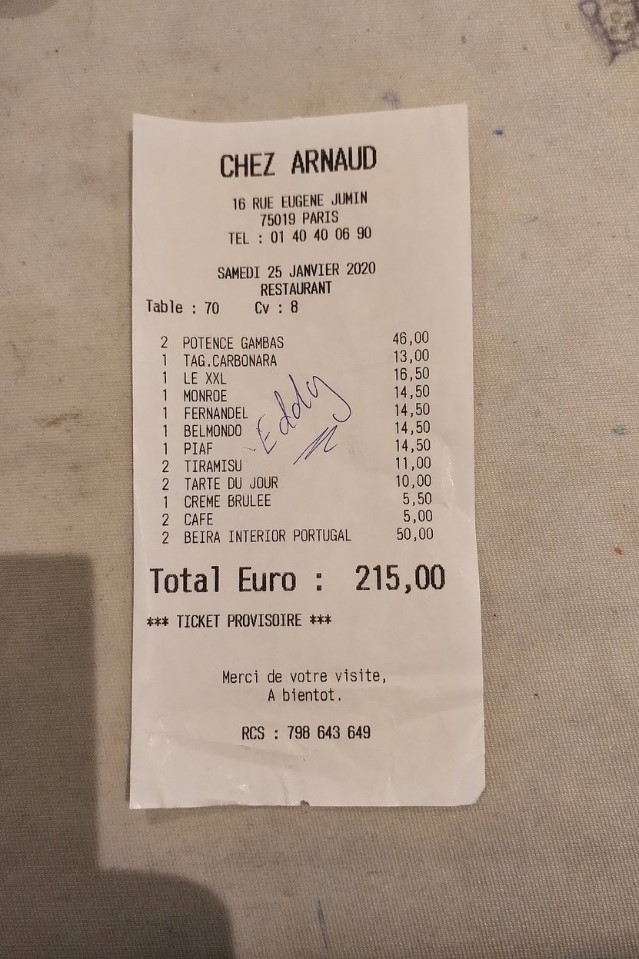 CHEZ ARNAUD
16 RUE EUGENE JUMIN
75019 PARIS
TEL : 01 40 40 06 90
SAMEDI 25 JANVIER 2020
RESTAURANT
Table : 70 Cv : 8
2 POTENCE GAMBAS 46,00
1 TAG.CARBONARA 13,00
1 LE XXL 16,50
1 MONROE 14,50
1 FERNANDEL 14,50
1 BELMONDO 14,50
1 PIAF 14,50
2 TIRAMISU 11,00
2 TARTE DU JOUR 10,00
1 CREME BRULEE 5,50
2 CAFE 5,00
2 BEIRA INTERIOR PORTUGAL 50,00
Eddy
Total Euro : 215,00
*** TICKET PROVISOIRE ***
Merci de votre visite,
A bientot.
RCS : 798 643 649